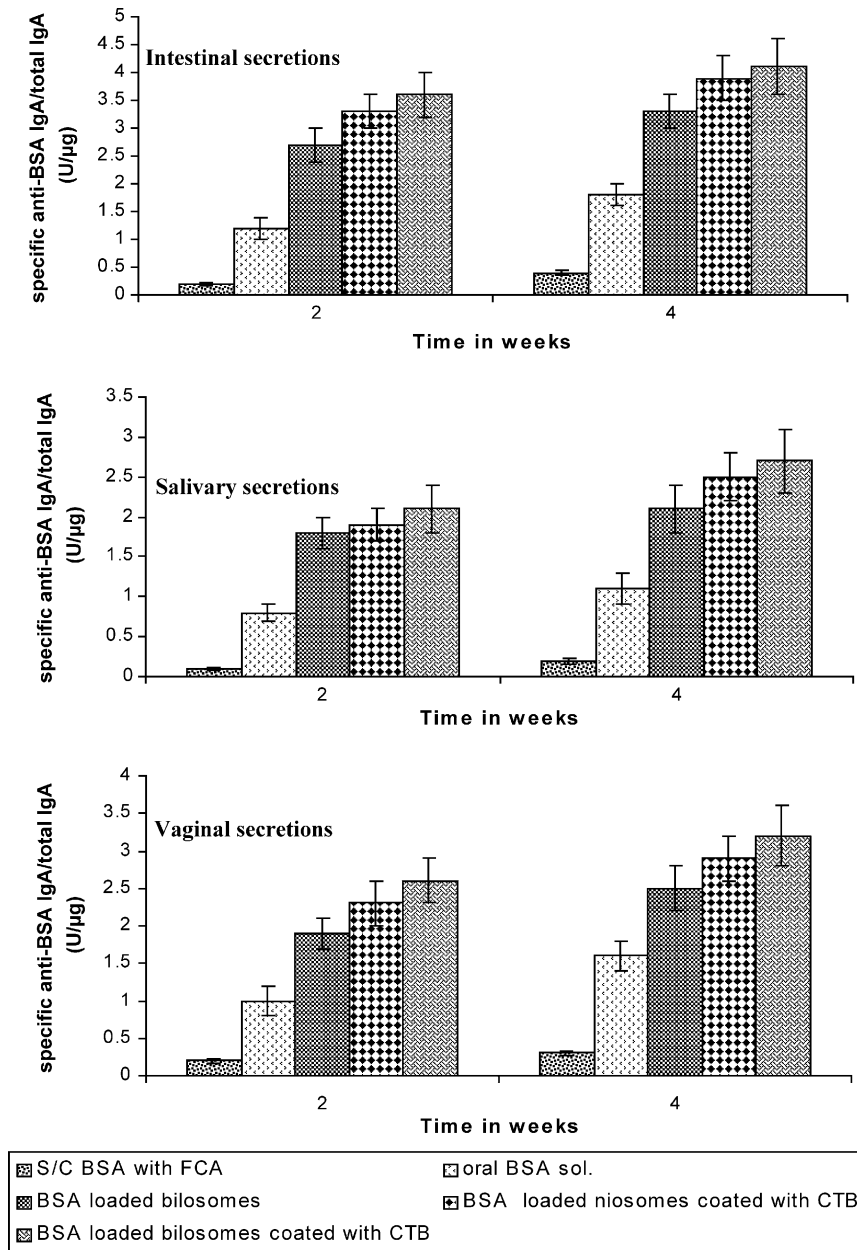 specific anti-BSA IgA/total IgA
(U/µg)
5
4.5
4
3.5
3
2.5
2
1.5
1
0.5
0
Intestinal secretions
2
4
Time in weeks
specific anti-BSA IgA/total IgA
(U/µg)
3.5
3
2.5
2
1.5
1
0.5
0
Salivary secretions
2
4
Time in weeks
specific anti-BSA IgA/total IgA
(U/µg)
4
3.5
3
2.5
2
1.5
1
0.5
0
Vaginal secretions
2
4
Time in weeks
S/C BSA with FCA
oral BSA sol.
BSA loaded bilosomes
BSA loaded niosomes coated with CTB
BSA loaded bilosomes coated with CTB